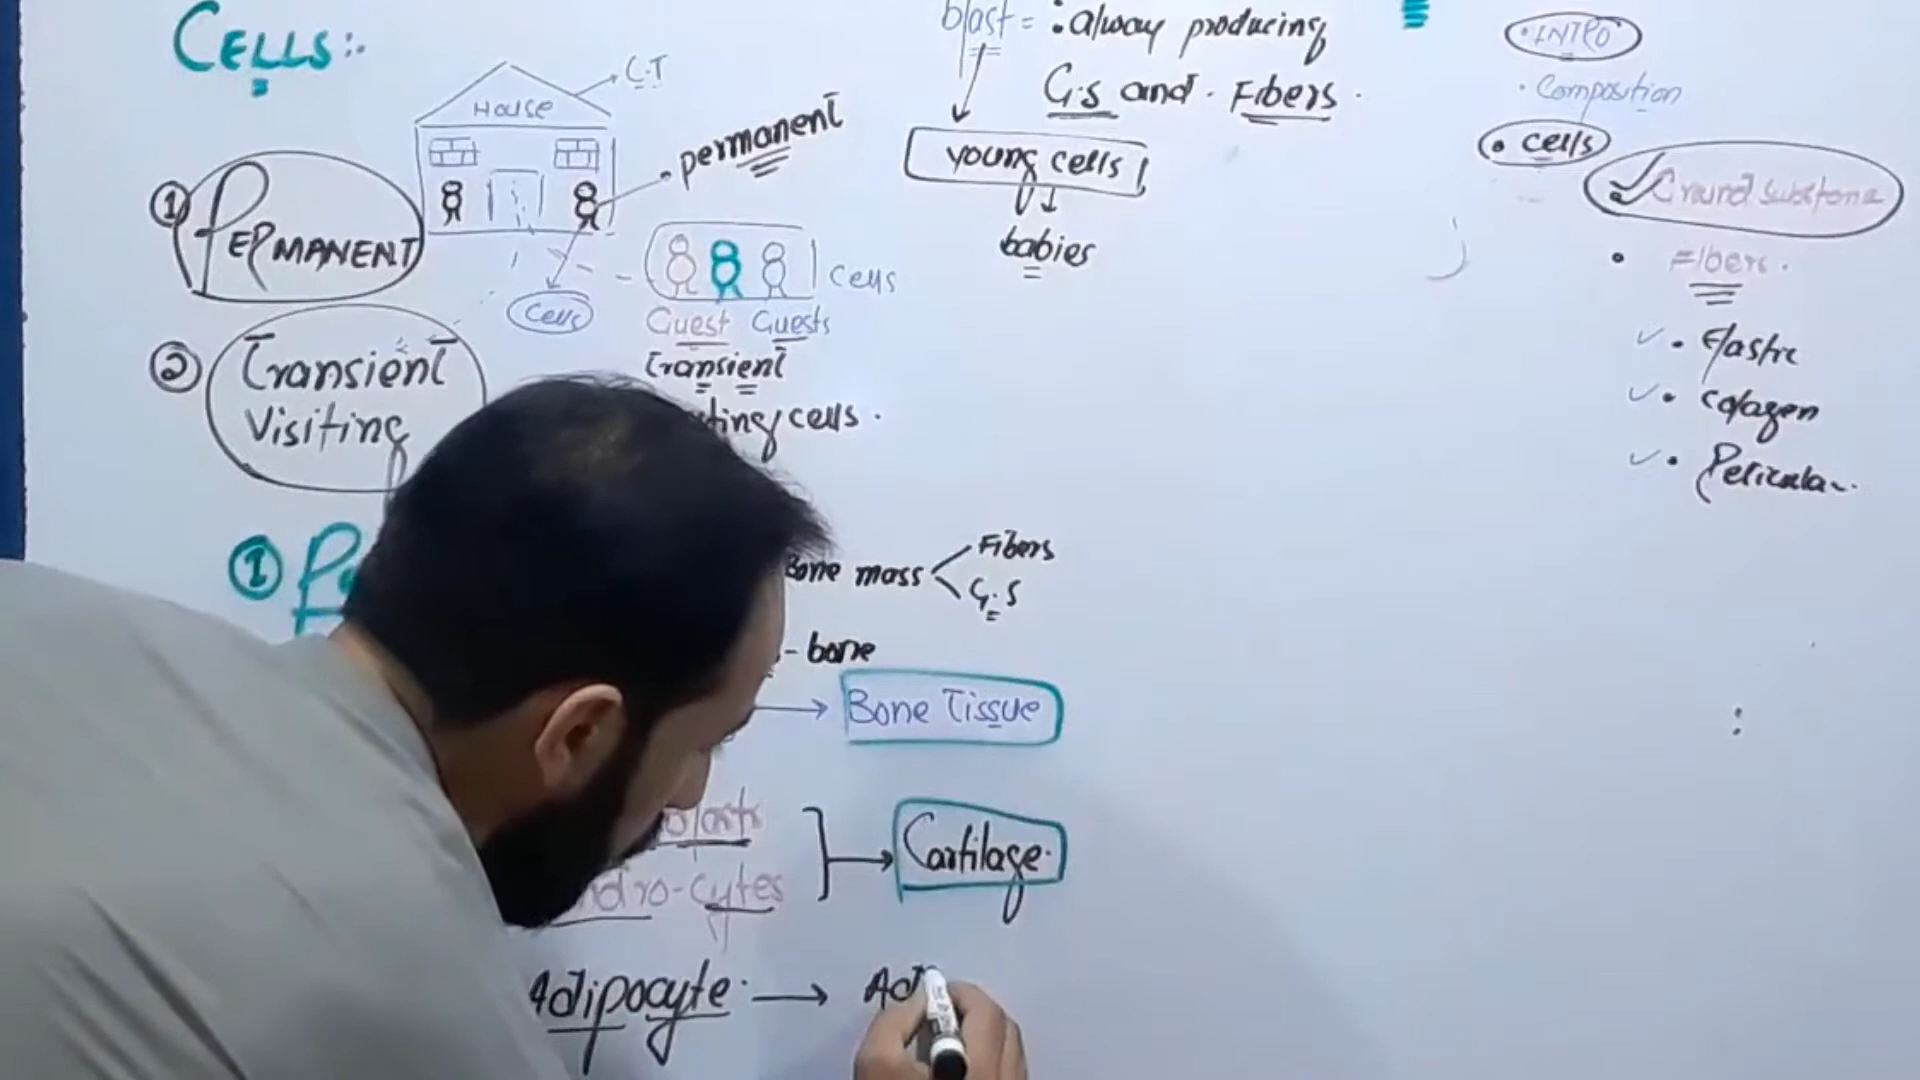 CELLS:.
C.T
House
permanent
① PERMANENT
cells
Cells
Guest Guests
② Transient
Visiting
Transient
cells.
blast = : alway producing
G.S and. Fibers.
young cells
babies
• INTRO
• Composition
• cells
Ground substance
• Fibers.
✓ • Elastic
✓ • Colagen
✓ • Reticular.
①
Bone mass
Fibers
G.S
- bone
→ Bone Tissue
blasts
ndro-Cytes
→ Cartilage.
Adipocyte. → Ad